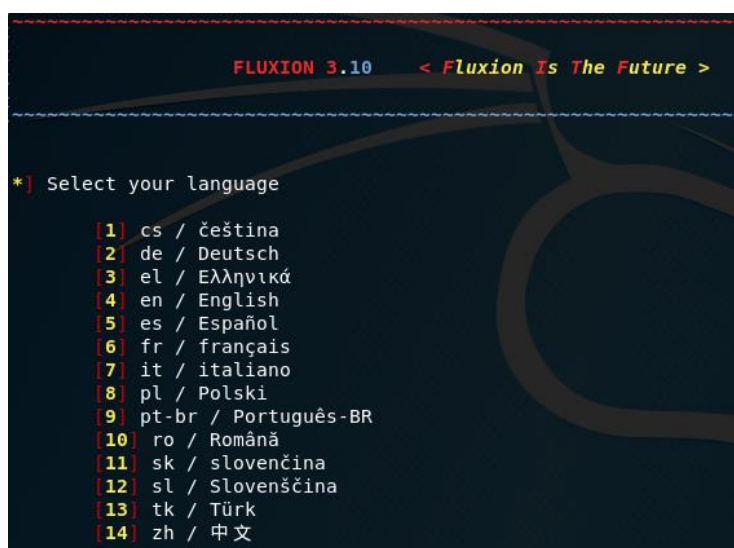 FLUXION 3.10 < Fluxion Is The Future >
*] Select your language
[1] cs / čeština
[2] de / Deutsch
[3] el / Ελληνικά
[4] en / English
[5] es / Español
[6] fr / français
[7] it / italiano
[8] pl / Polski
[9] pt-br / Português-BR
[10] ro / Română
[11] sk / slovenčina
[12] sl / Slovenščina
[13] tk / Türk
[14] zh / 中文